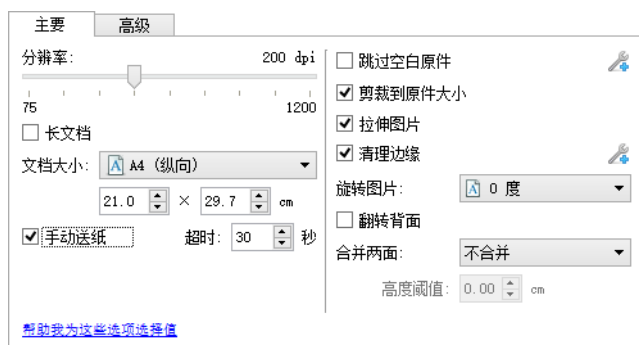 主要
高级
分辨率:
200 dpi
75
1200
长文档
文档大小:
A4 (纵向)
21.0 × 29.7 cm
手动送纸
超时: 30 秒
帮助我为这些选项选择值
跳过空白原件
剪裁到原件大小
拉伸图片
清理边缘
旋转图片:
0 度
翻转背面
合并两面:
不合并
高度阈值: 0.00 cm